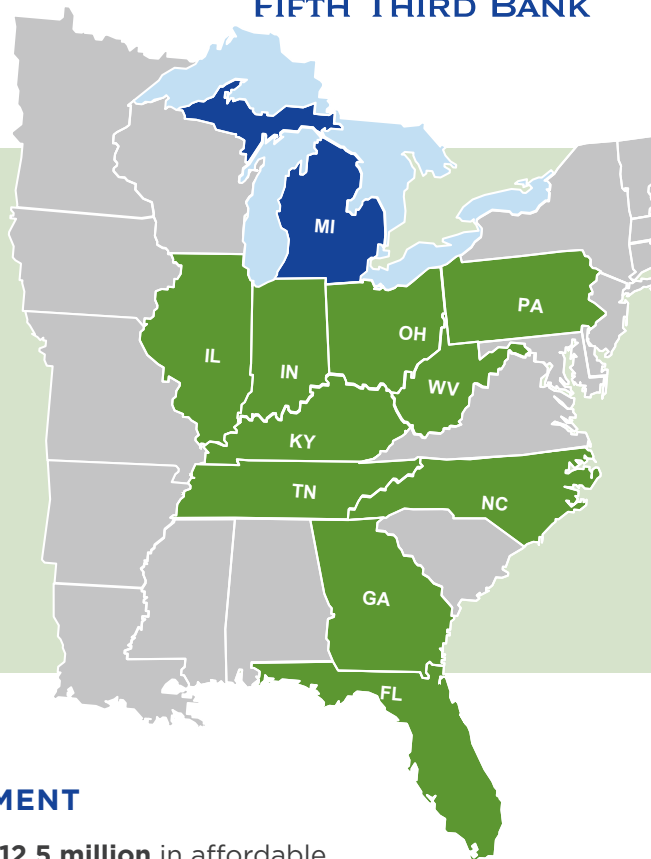 FIFTH THIRD BANK
MI
PA
OH
IL
IN
WV
KY
TN
NC
GA
FL
MENT
12.5 million in affordable